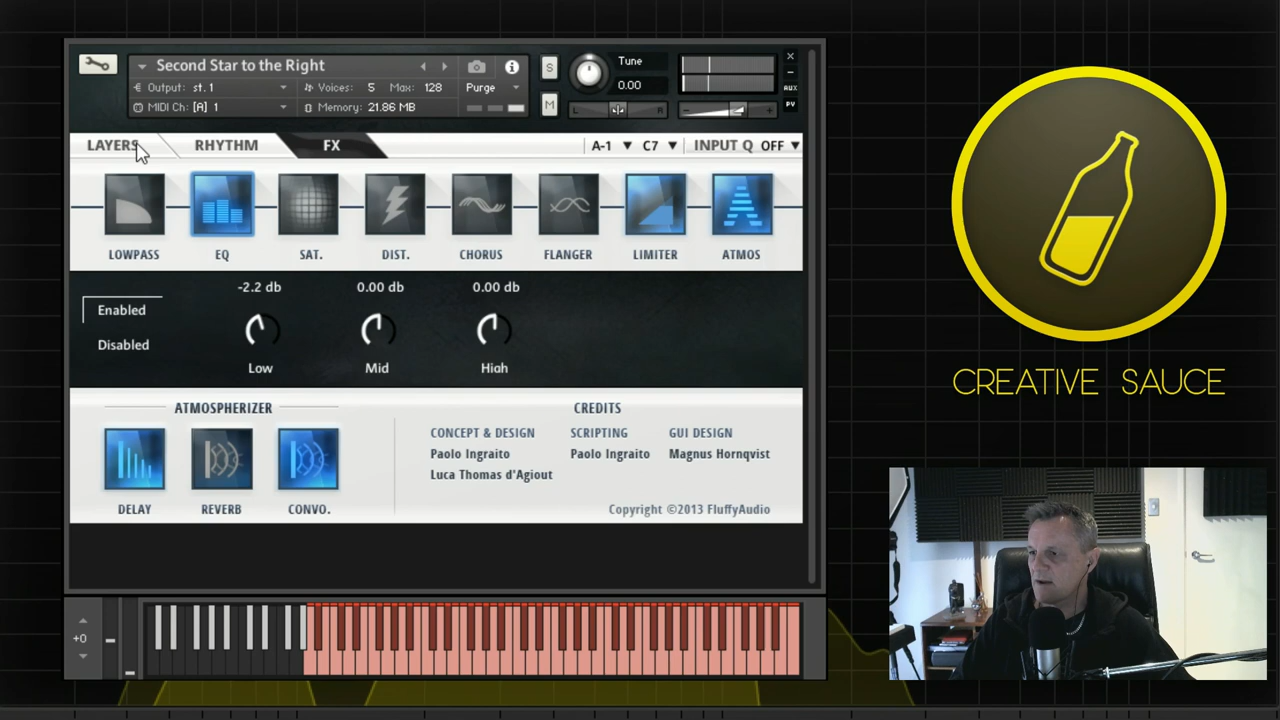 Second Star to the Right
Output: st. 1
Voices: 5 Max: 128
Purge
MIDI Ch: [A] 1
Memory: 21.86 MB
S
M
Tune
0.00
L
R
AUX
PV
LAYERS
RHYTHM
FX
A-1
C7
INPUT Q OFF
LOWPASS
EQ
SAT.
DIST.
CHORUS
FLANGER
LIMITER
ATMOS
Enabled
Disabled
-2.2 db
0.00 db
0.00 db
Low
Mid
High
ATMOSPHERIZER
DELAY
REVERB
CONVO.
CREDITS
CONCEPT & DESIGN
SCRIPTING
GUI DESIGN
Paolo Ingraito
Paolo Ingraito
Magnus Hornqvist
Luca Thomas d'Agiout
Copyright ©2013 FluffyAudio
+0
CREATIVE SAUCE